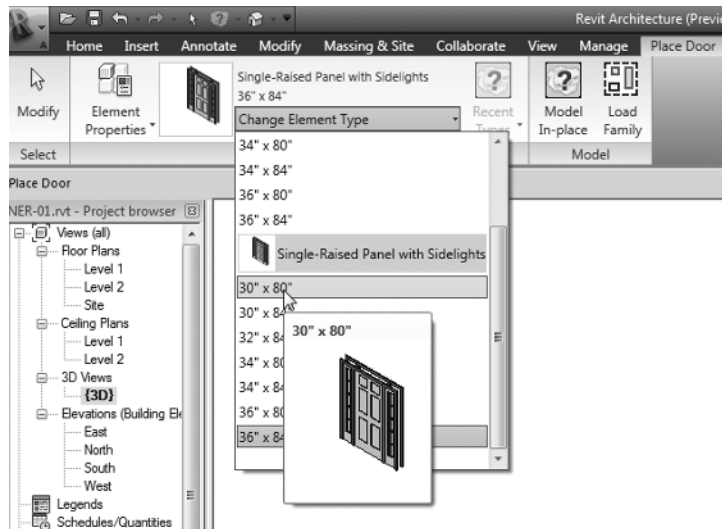 Revit Architecture (Previ
Home Insert Annotate Modify Massing & Site Collaborate View Manage Place Door
Modify
Element Properties
Single-Raised Panel with Sidelights
36" x 84"
Change Element Type
Recent Types
Model In-place
Load Family
Select
Model
Place Door
NER-01.rvt - Project browser
Views (all)
Floor Plans
Level 1
Level 2
Site
Ceiling Plans
Level 1
Level 2
3D Views
{3D}
Elevations (Building Ele
East
North
South
West
Legends
Schedules/Quantities
34" x 80"
34" x 84"
36" x 80"
36" x 84"
Single-Raised Panel with Sidelights
30" x 80"
30" x 84
32" x 84
34" x 80
34" x 84
36" x 80
36" x 84
30" x 80"